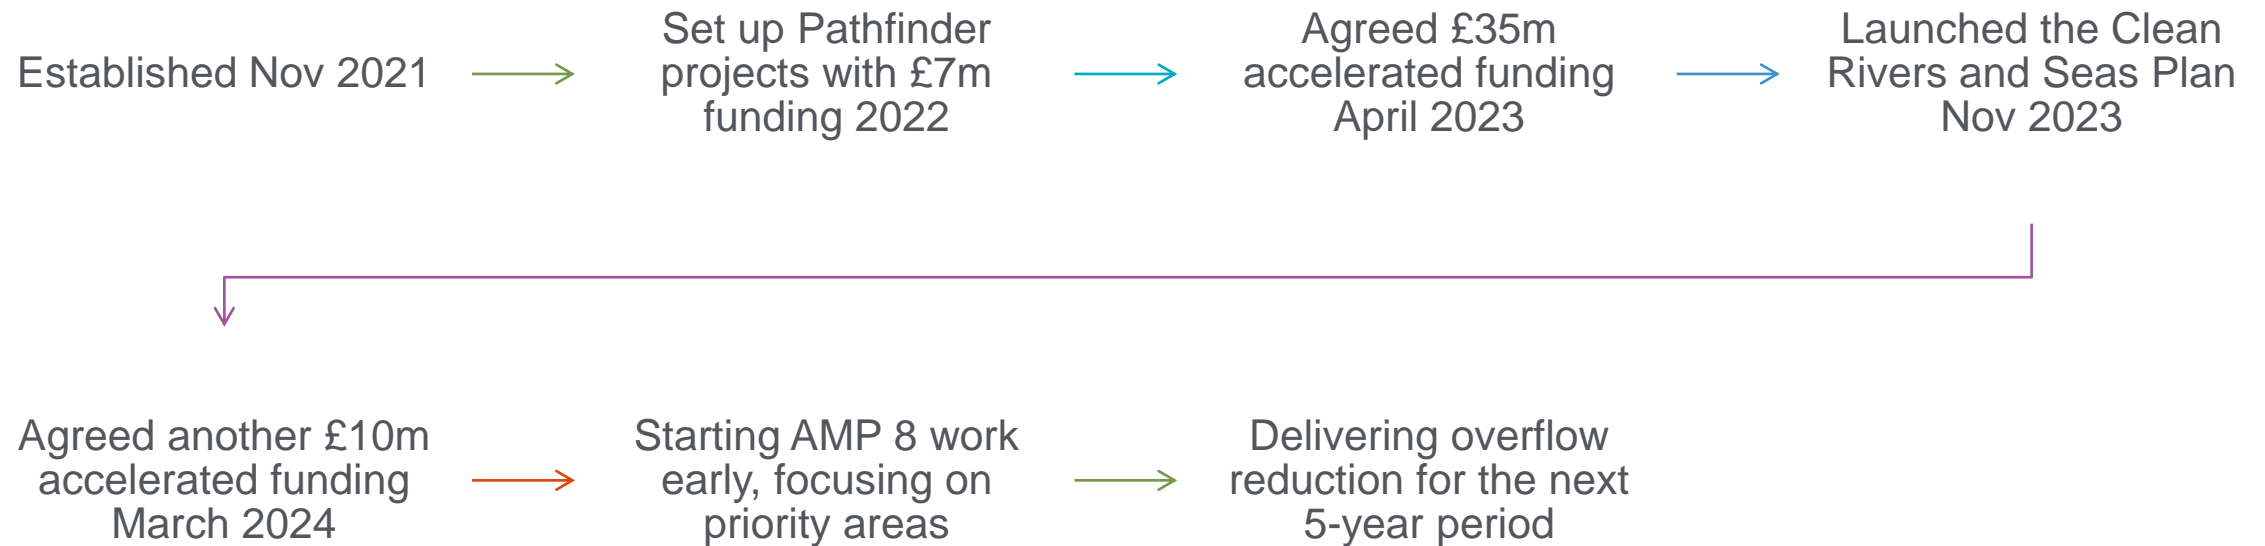 Established Nov 2021
Set up Pathfinder
projects with £7m
funding 2022
Agreed £35m
accelerated funding
April 2023
Launched the Clean
Rivers and Seas Plan
Nov 2023
Agreed another £10m
accelerated funding
March 2024
Starting AMP 8 work
early, focusing on
priority areas
Delivering overflow
reduction for the next
5-year period